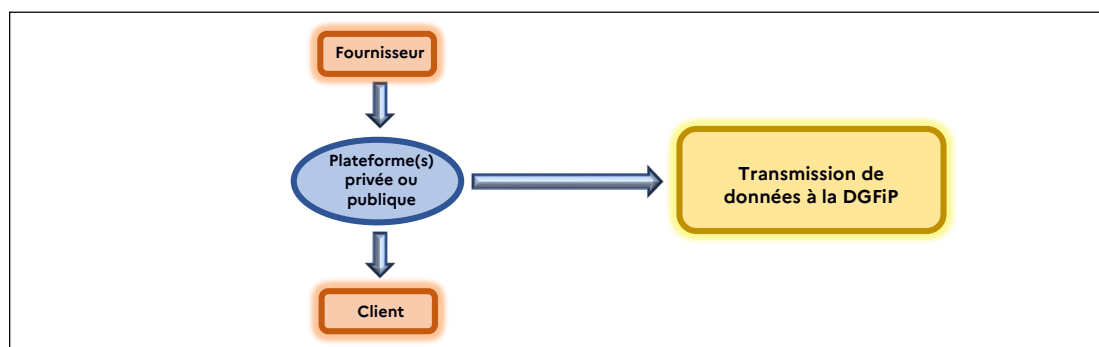 Fournisseur
Plateforme(s)
privée ou
publique
Transmission de
données à la DGFiP
Client